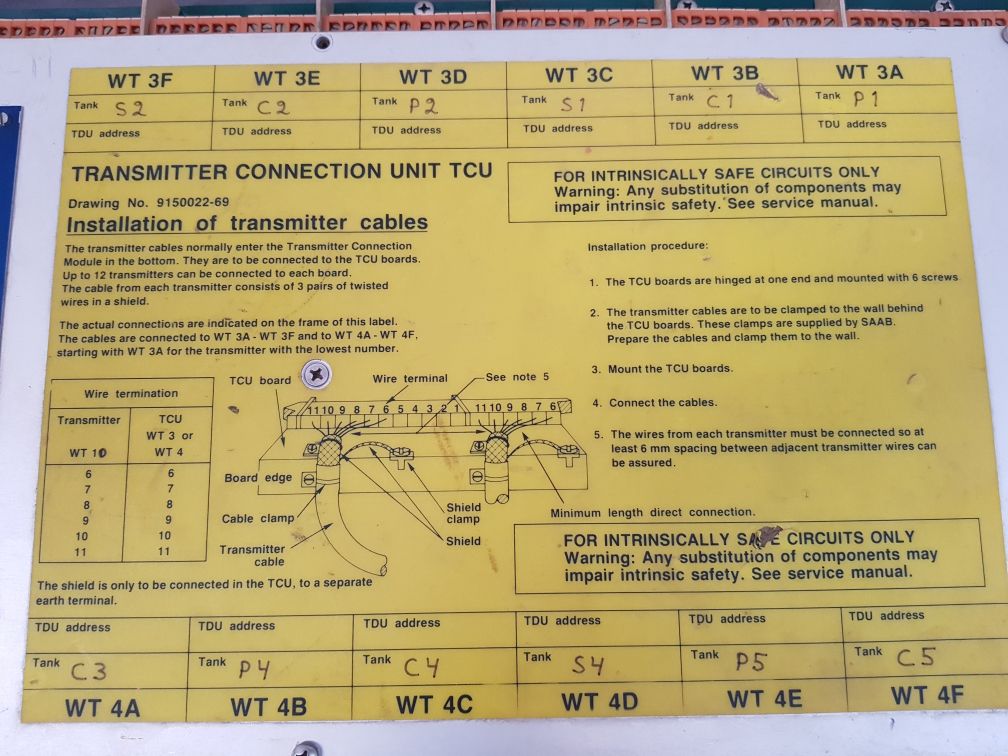 WT 3F WT 3E WT 3D WT 3C WT 3B WT 3A
Tank S2 Tank C2 Tank P2 Tank S1 Tank C1 Tank P1
TDU address TDU address TDU address TDU address TDU address TDU address
TRANSMITTER CONNECTION UNIT TCU
Drawing No. 9150022-69
Installation of transmitter cables
The transmitter cables normally enter the Transmitter Connection
Module in the bottom. They are to be connected to the TCU boards.
Up to 12 transmitters can be connected to each board.
The cable from each transmitter consists of 3 pairs of twisted
wires in a shield.
The actual connections are indicated on the frame of this label.
The cables are connected to WT 3A - WT 3F and to WT 4A - WT 4F,
starting with WT 3A for the transmitter with the lowest number.
FOR INTRINSICALLY SAFE CIRCUITS ONLY
Warning: Any substitution of components may
impair intrinsic safety. See service manual.
Installation procedure:
1. The TCU boards are hinged at one end and mounted with 6 screws
2. The transmitter cables are to be clamped to the wall behind
the TCU boards. These clamps are supplied by SAAB.
Prepare the cables and clamp them to the wall.
3. Mount the TCU boards.
4. Connect the cables.
5. The wires from each transmitter must be connected so at
least 6 mm spacing between adjacent transmitter wires can
be assured.
Wire termination
Transmitter TCU
WT 3 or
WT 10 WT 4
6 6
7 7
8 8
9 9
10 10
11 11
TCU board Wire terminal See note 5
11 10 9 8 7 6 5 4 3 2 1 11 10 9 8 7 6
Board edge
Cable clamp
Shield
clamp
Shield
Transmitter
cable
Minimum length direct connection.
FOR INTRINSICALLY SAFE CIRCUITS ONLY
Warning: Any substitution of components may
impair intrinsic safety. See service manual.
The shield is only to be connected in the TCU, to a separate
earth terminal.
TDU address TDU address TDU address TDU address TDU address TDU address
Tank C3 Tank P4 Tank C4 Tank S4 Tank P5 Tank C5
WT 4A WT 4B WT 4C WT 4D WT 4E WT 4F